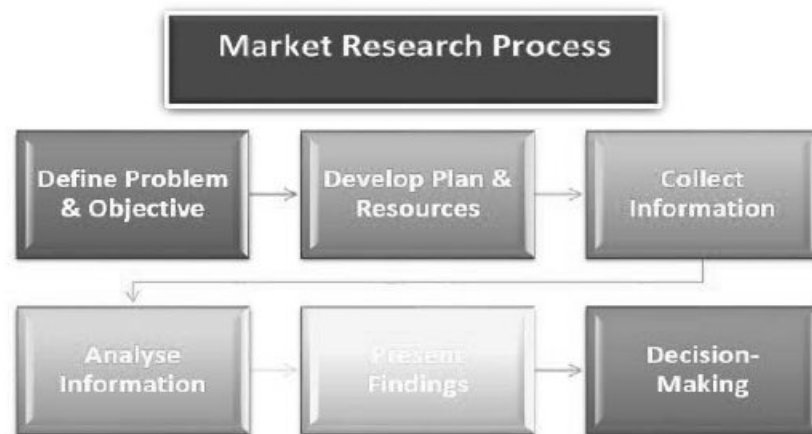 Market Research Process
Define Problem
& Objective
Develop Plan &
Resources
Collect
Information
Analyse
Information
Present
Findings
Decision-
Making